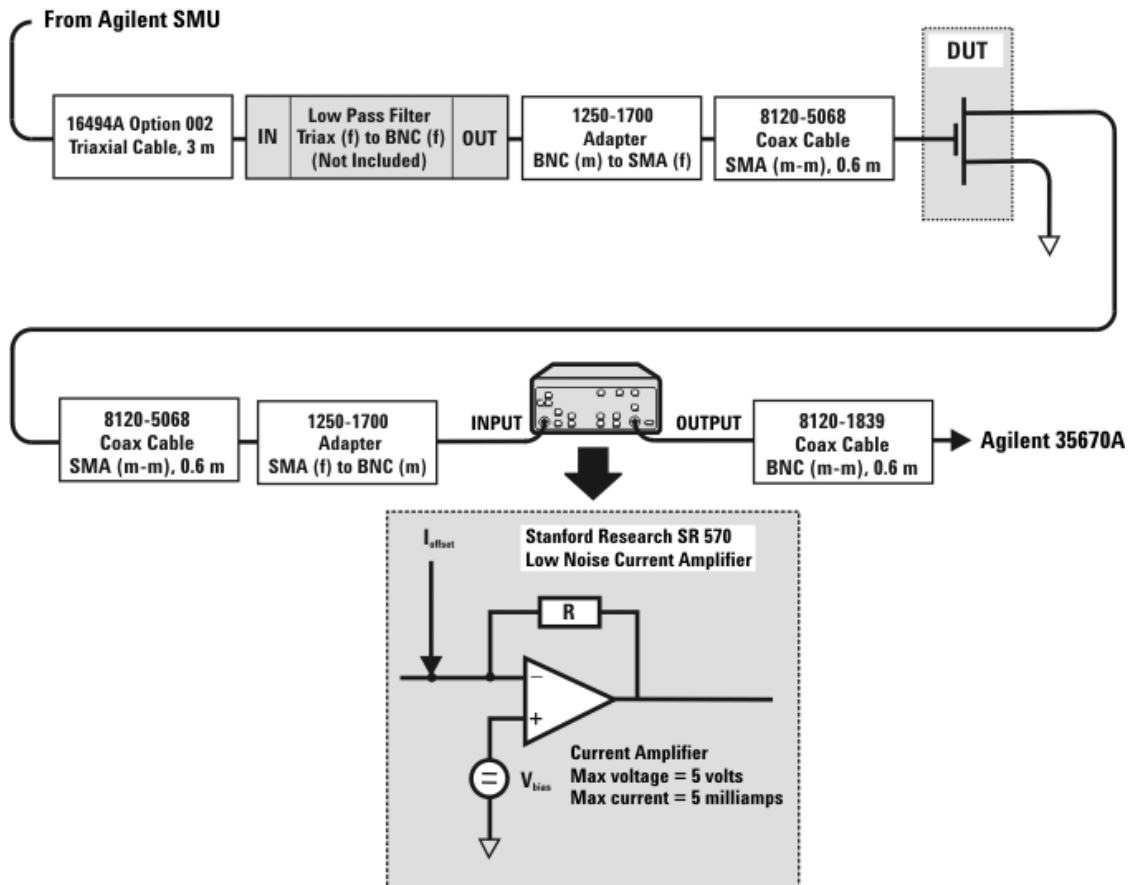 From Agilent SMU
DUT
16494A Option 002
Triaxial Cable, 3 m
IN
Low Pass Filter
Triax (f) to BNC (f)
(Not Included)
OUT
1250-1700
Adapter
BNC (m) to SMA (f)
8120-5068
Coax Cable
SMA (m-m), 0.6 m
8120-5068
Coax Cable
SMA (m-m), 0.6 m
1250-1700
Adapter
SMA (f) to BNC (m)
INPUT
OUTPUT
8120-1839
Coax Cable
BNC (m-m), 0.6 m
Agilent 35670A
Ioffset
Stanford Research SR 570
Low Noise Current Amplifier
R
−
+
=
Vbias
Current Amplifier
Max voltage = 5 volts
Max current = 5 milliamps